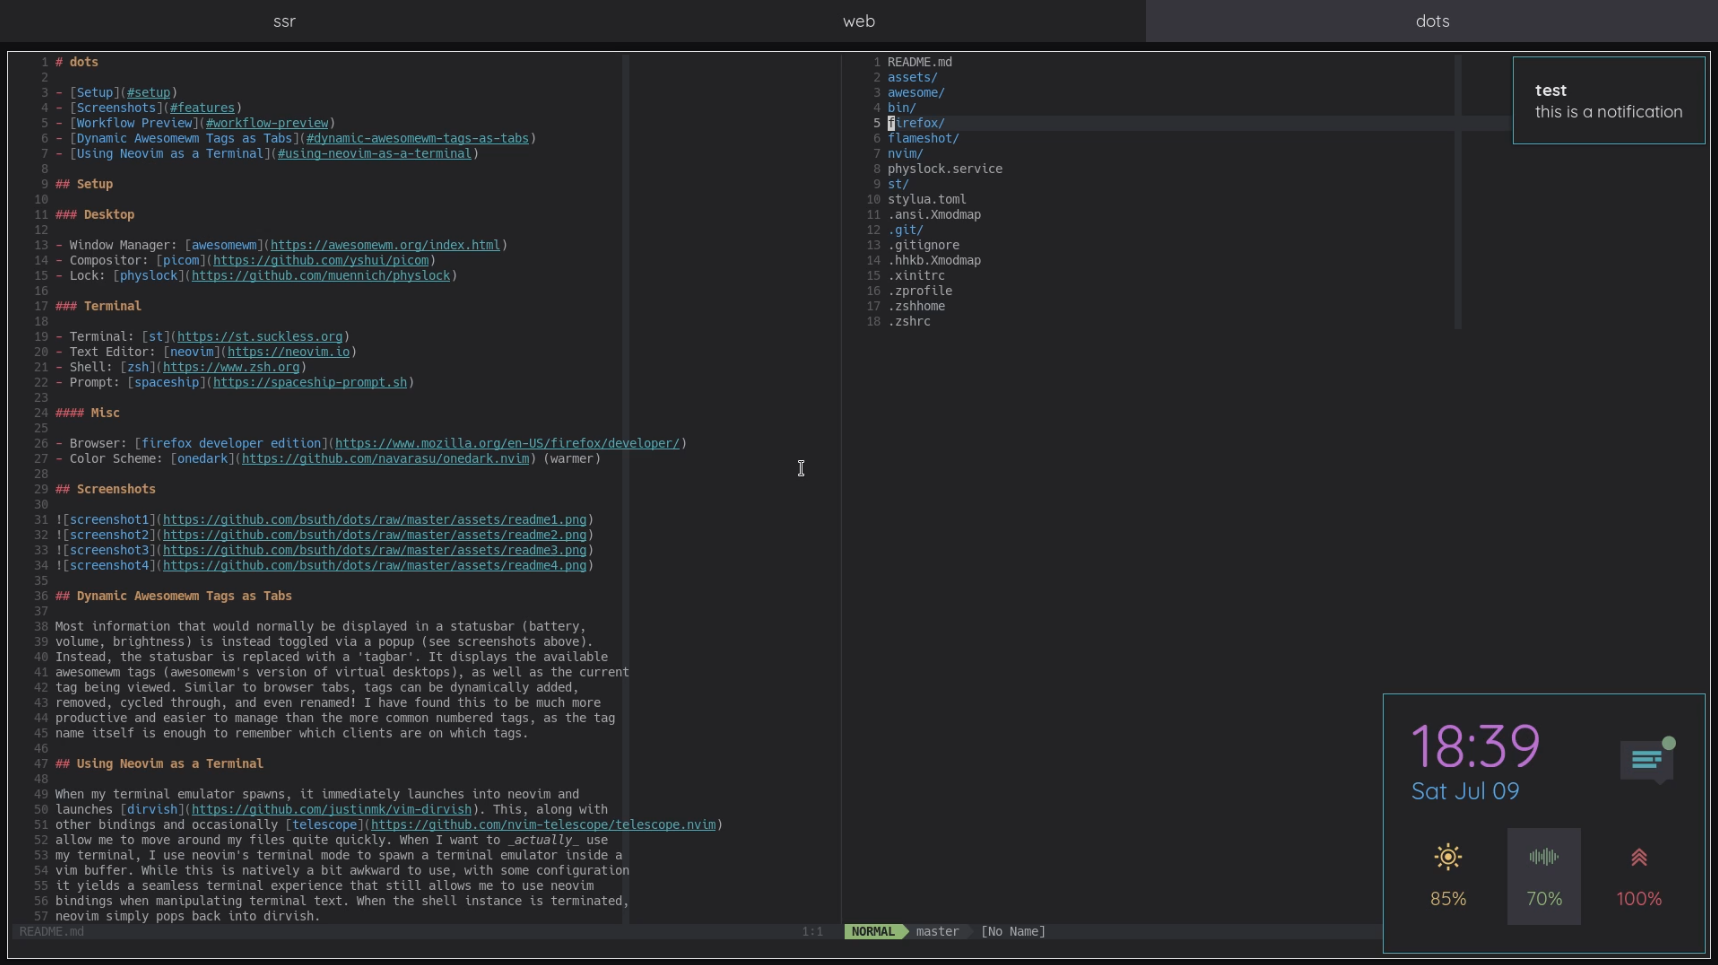 ssr
web
dots
1 # dots
2
3 - [Setup](#setup)
4 - [Screenshots](#features)
5 - [Workflow Preview](#workflow-preview)
6 - [Dynamic Awesomewm Tags as Tabs](#dynamic-awesomewm-tags-as-tabs)
7 - [Using Neovim as a Terminal](#using-neovim-as-a-terminal)
8
9 ## Setup
10
11 ### Desktop
12
13 - Window Manager: [awesomewm](https://awesomewm.org/index.html)
14 - Compositor: [picom](https://github.com/yshui/picom)
15 - Lock: [physlock](https://github.com/muennich/physlock)
16
17 ### Terminal
18
19 - Terminal: [st](https://st.suckless.org)
20 - Text Editor: [neovim](https://neovim.io)
21 - Shell: [zsh](https://www.zsh.org)
22 - Prompt: [spaceship](https://spaceship-prompt.sh)
23
24 #### Misc
25
26 - Browser: [firefox developer edition](https://www.mozilla.org/en-US/firefox/developer/)
27 - Color Scheme: [onedark](https://github.com/navarasu/onedark.nvim) (warmer)
28
29 ## Screenshots
30
31 ![screenshot1](https://github.com/bsuth/dots/raw/master/assets/readme1.png)
32 ![screenshot2](https://github.com/bsuth/dots/raw/master/assets/readme2.png)
33 ![screenshot3](https://github.com/bsuth/dots/raw/master/assets/readme3.png)
34 ![screenshot4](https://github.com/bsuth/dots/raw/master/assets/readme4.png)
35
36 ## Dynamic Awesomewm Tags as Tabs
37
38 Most information that would normally be displayed in a statusbar (battery,
39 volume, brightness) is instead toggled via a popup (see screenshots above).
40 Instead, the statusbar is replaced with a 'tagbar'. It displays the available
41 awesomewm tags (awesomewm's version of virtual desktops), as well as the current
42 tag being viewed. Similar to browser tabs, tags can be dynamically added,
43 removed, cycled through, and even renamed! I have found this to be much more
44 productive and easier to manage than the more common numbered tags, as the tag
45 name itself is enough to remember which clients are on which tags.
46
47 ## Using Neovim as a Terminal
48
49 When my terminal emulator spawns, it immediately launches into neovim and
50 launches [dirvish](https://github.com/justinmk/vim-dirvish). This, along with
51 other bindings and occasionally [telescope](https://github.com/nvim-telescope/telescope.nvim)
52 allow me to move around my files quite quickly. When I want to _actually_ use
53 my terminal, I use neovim's terminal mode to spawn a terminal emulator inside a
54 vim buffer. While this is natively a bit awkward to use, with some configuration
55 it yields a seamless terminal experience that still allows me to use neovim
56 bindings when manipulating terminal text. When the shell instance is terminated,
57 neovim simply pops back into dirvish.
README.md 1:1
1 README.md
2 assets/
3 awesome/
4 bin/
5 firefox/
6 flameshot/
7 nvim/
8 physlock.service
9 st/
10 stylua.toml
11 .ansi.Xmodmap
12 .git/
13 .gitignore
14 .hhkb.Xmodmap
15 .xinitrc
16 .zprofile
17 .zshhome
18 .zshrc
NORMAL master [No Name]
test
this is a notification
18:39
Sat Jul 09
85% 70% 100%